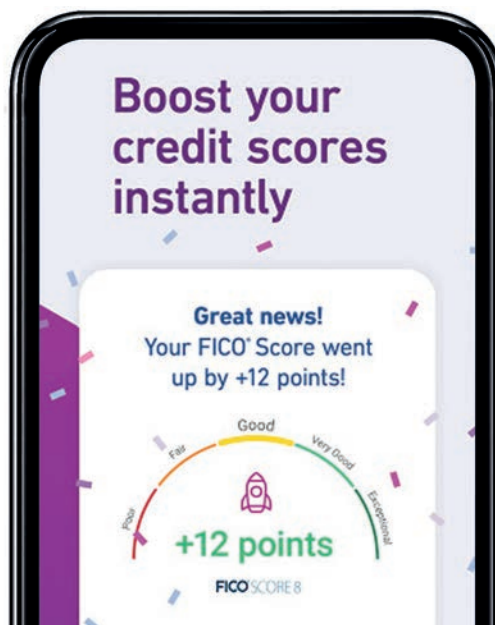 Boost your
credit scores
instantly
Great news!
Your FICO® Score went
up by +12 points!
Poor
Fair
Good
Very Good
Exceptional
+12 points
FICO® SCORE 8